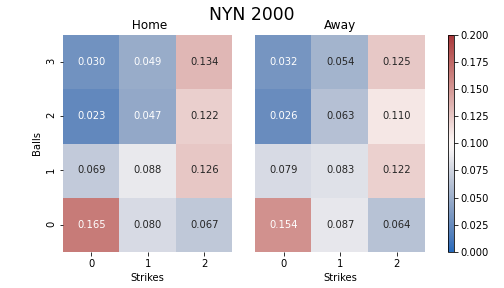 NYN 2000
Home Away
3 0.030 0.049 0.134 0.032 0.054 0.125
2 0.023 0.047 0.122 0.026 0.063 0.110
1 0.069 0.088 0.126 0.079 0.083 0.122
0 0.165 0.080 0.067 0.154 0.087 0.064
Balls
0 1 2 0 1 2
Strikes Strikes
0.200
0.175
0.150
0.125
0.100
0.075
0.050
0.025
0.000